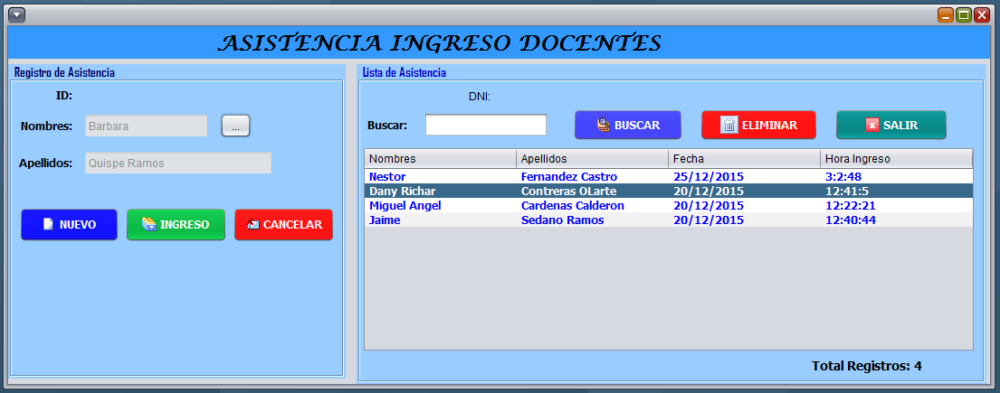 ASISTENCIA INGRESO DOCENTES
Registro de Asistencia
ID:
Nombres: Barbara ...
Apellidos: Quispe Ramos
NUEVO INGRESO CANCELAR
Lista de Asistencia
DNI:
Buscar: BUSCAR ELIMINAR SALIR
Nombres Apellidos Fecha Hora Ingreso
Nestor Fernandez Castro 25/12/2015 3:2:48
Dany Richar Contreras OLarte 20/12/2015 12:41:5
Miguel Angel Cardenas Calderon 20/12/2015 12:22:21
Jaime Sedano Ramos 20/12/2015 12:40:44
Total Registros: 4